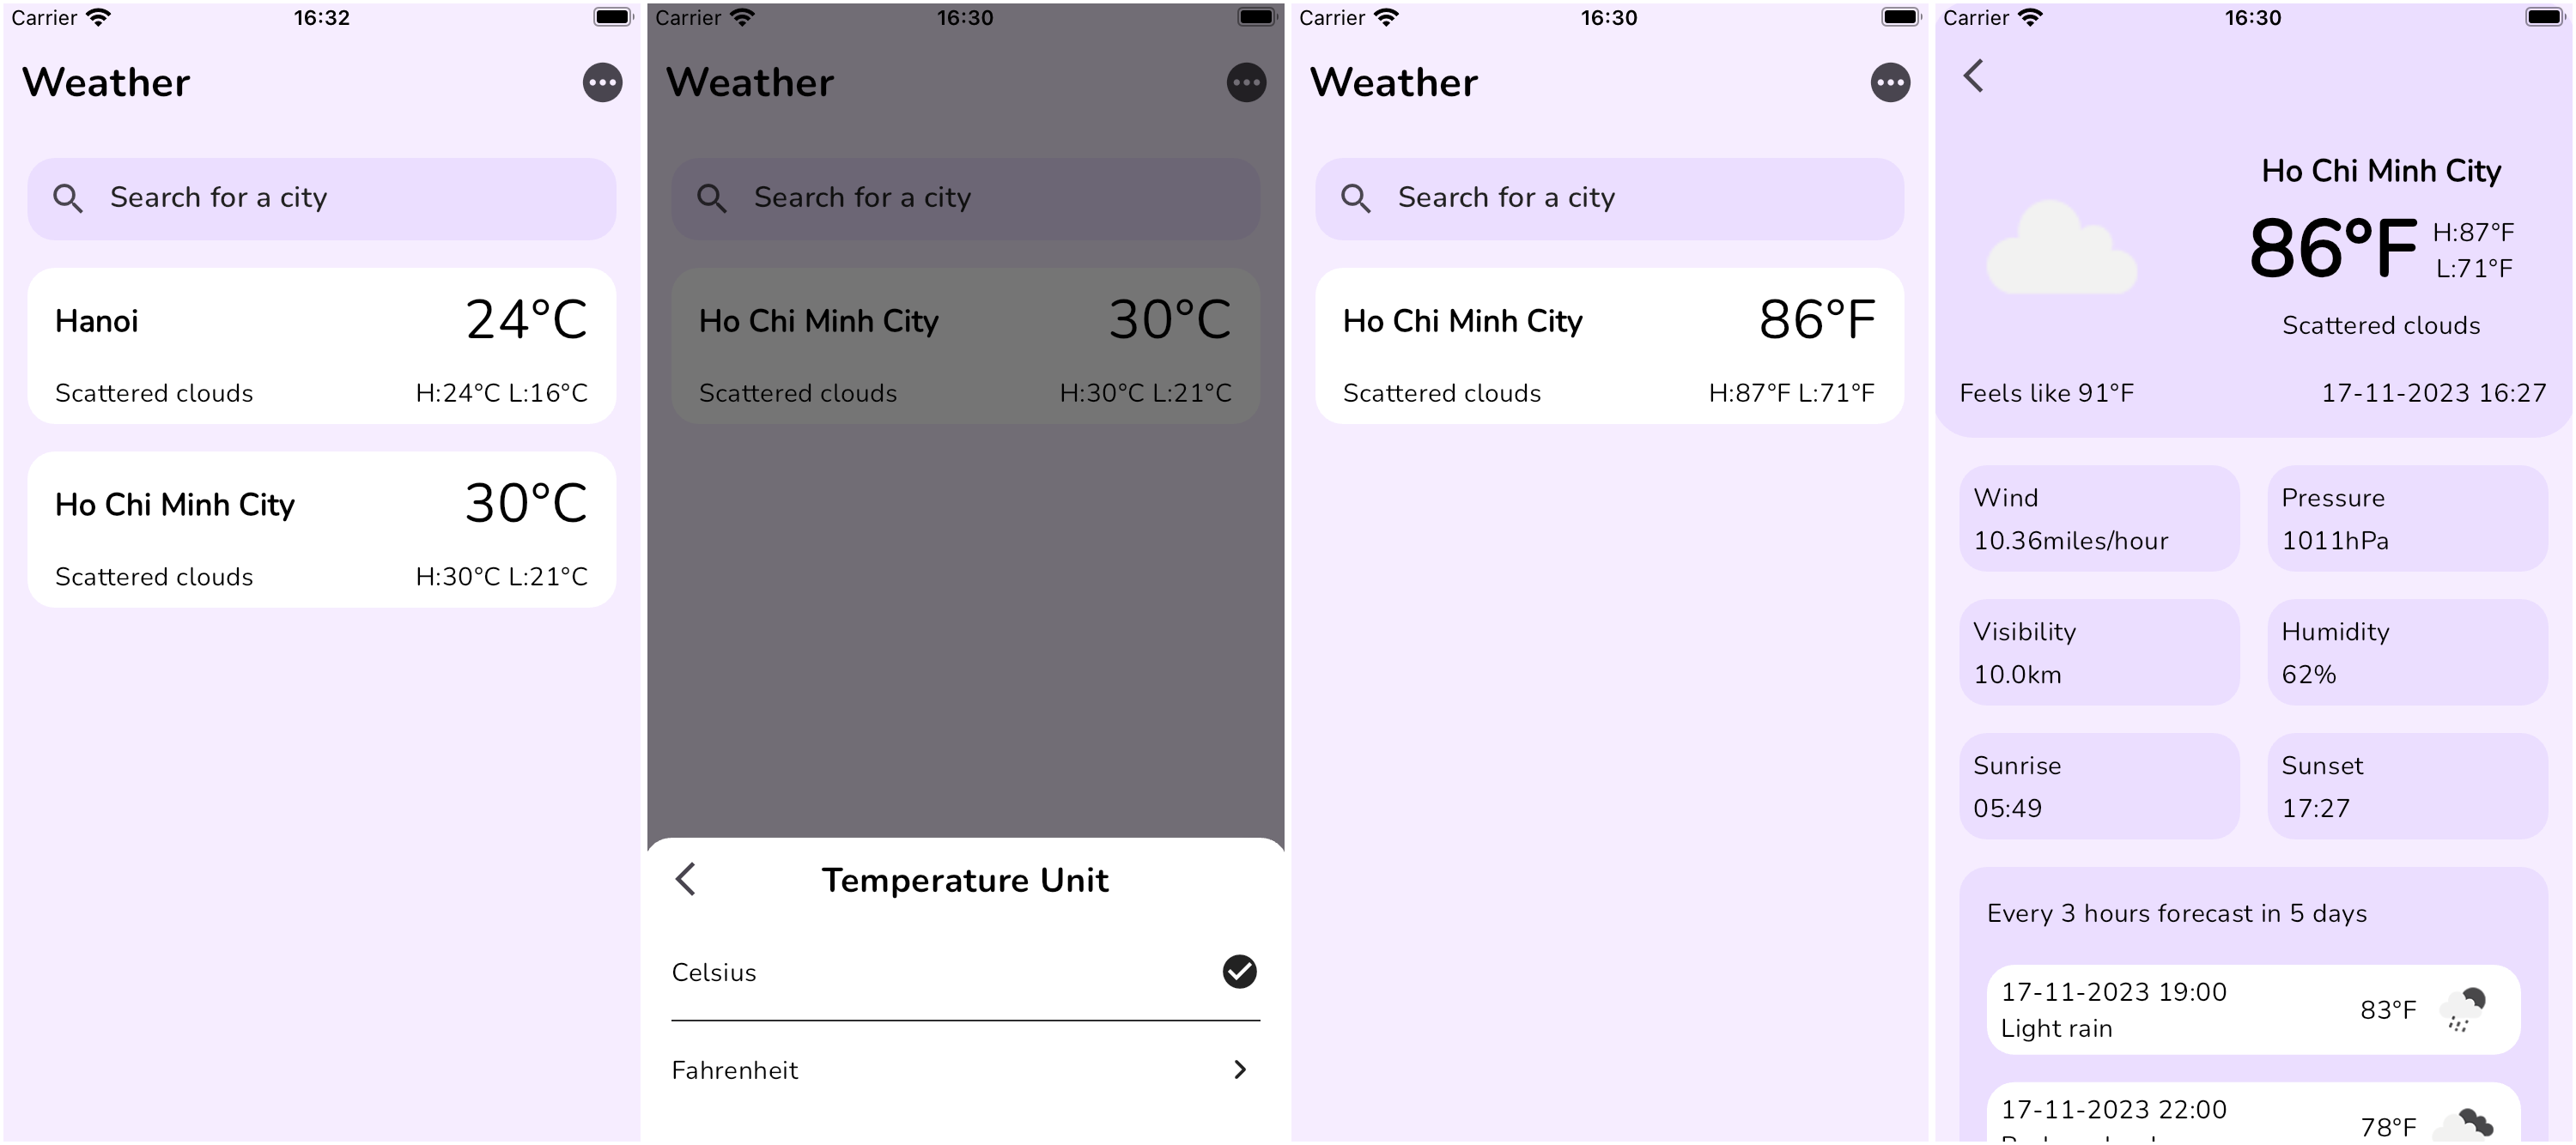 Carrier 16:32
Weather
Search for a city
Hanoi 24°C
Scattered clouds H:24°C L:16°C
Ho Chi Minh City 30°C
Scattered clouds H:30°C L:21°C
Carrier 16:30
Weather
Search for a city
Ho Chi Minh City 30°C
Scattered clouds H:30°C L:21°C
Temperature Unit
Celsius
Fahrenheit
Carrier 16:30
Weather
Search for a city
Ho Chi Minh City 86°F
Scattered clouds H:87°F L:71°F
Carrier 16:30
Ho Chi Minh City
86°F H:87°F
L:71°F
Scattered clouds
Feels like 91°F 17-11-2023 16:27
Wind Pressure
10.36miles/hour 1011hPa
Visibility Humidity
10.0km 62%
Sunrise Sunset
05:49 17:27
Every 3 hours forecast in 5 days
17-11-2023 19:00 83°F
Light rain
17-11-2023 22:00 78°F